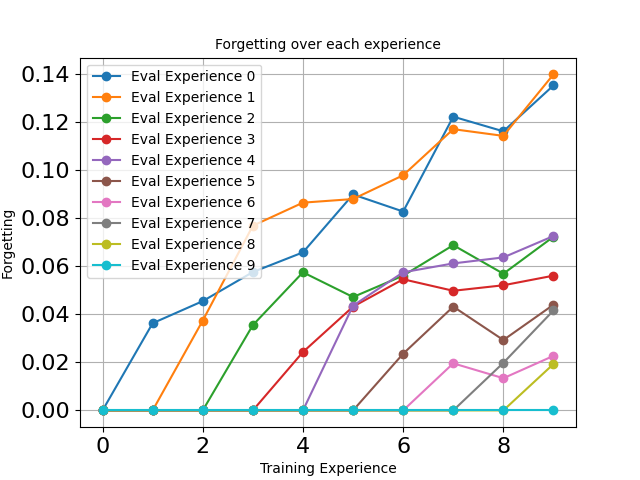 Forgetting over each experience
Forgetting
0.14
0.12
0.10
0.08
0.06
0.04
0.02
0.00
Eval Experience 0
Eval Experience 1
Eval Experience 2
Eval Experience 3
Eval Experience 4
Eval Experience 5
Eval Experience 6
Eval Experience 7
Eval Experience 8
Eval Experience 9
0 2 4 6 8
Training Experience